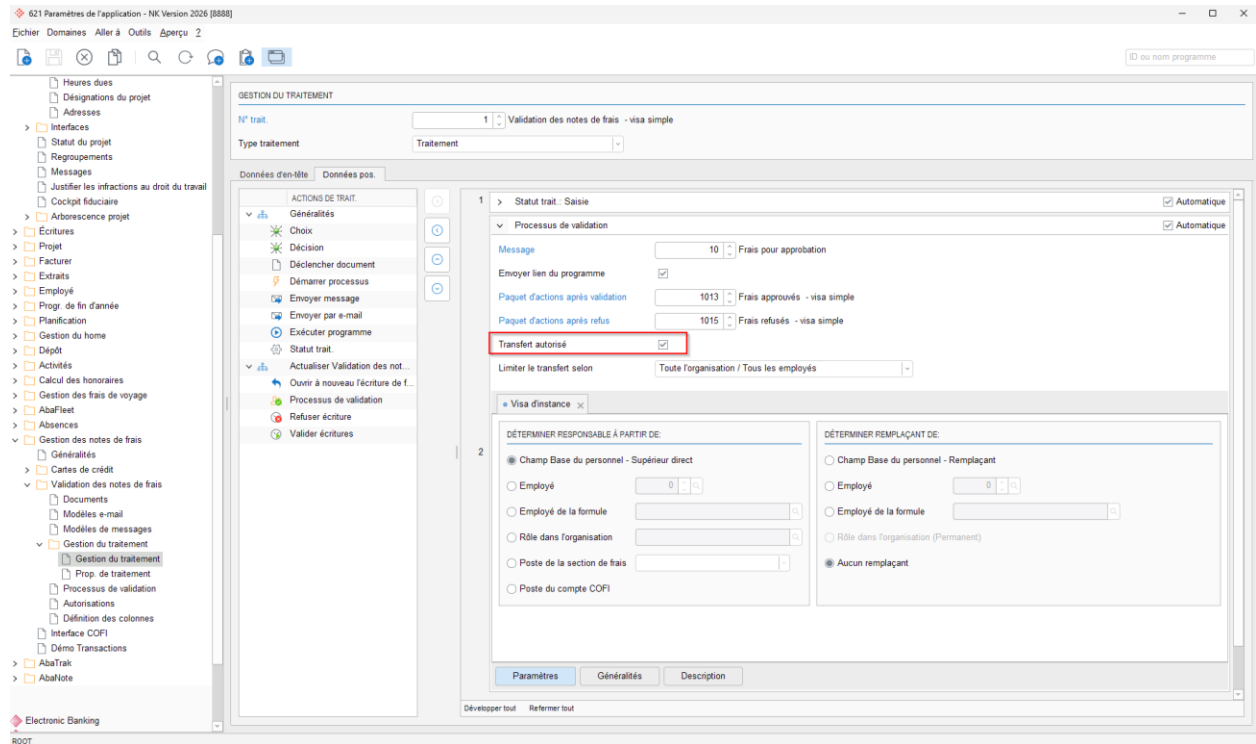 621 Paramètres de l'application - NK Version 2026 [8888]
Fichier Domaines Aller à Outils Aperçu ?
ID ou nom programme
Heures dues
Désignations du projet
Adresses
Interfaces
Statut du projet
Regroupements
Messages
Justifier les infractions au droit du travail
Cockpit fiduciaire
Arborescence projet
Écritures
Projet
Facturer
Extraits
Employé
Progr. de fin d'année
Planification
Gestion du home
Dépôt
Activités
Calcul des honoraires
Gestion des frais de voyage
AbaFleet
Absences
Gestion des notes de frais
Généralités
Cartes de crédit
Validation des notes de frais
Documents
Modèles e-mail
Modèles de messages
Gestion du traitement
Gestion du traitement
Prop. de traitement
Processus de validation
Autorisations
Définition des colonnes
Interface COFI
Démo Transactions
AbaTrak
AbaNote
Electronic Banking
ROOT
GESTION DU TRAITEMENT
N° trait. 1 Validation des notes de frais - visa simple
Type traitement Traitement
Données d'en-tête Données pos.
ACTIONS DE TRAIT.
Généralités
Choix
Décision
Déclencher document
Démarrer processus
Envoyer message
Envoyer par e-mail
Exécuter programme
Statut trait.
Actualiser Validation des not...
Ouvrir à nouveau l'écriture de f...
Processus de validation
Refuser écriture
Valider écritures
1 Statut trait.: Saisie Automatique
2
Processus de validation Automatique
Message 10 Frais pour approbation
Envoyer lien du programme
Paquet d'actions après validation 1013 Frais approuvés - visa simple
Paquet d'actions après refus 1015 Frais refusés - visa simple
Transfert autorisé
Limiter le transfert selon Toute l'organisation / Tous les employés
Visa d'instance
DÉTERMINER RESPONSABLE À PARTIR DE:
Champ Base du personnel - Supérieur direct
Employé 0
Employé de la formule
Rôle dans l'organisation
Poste de la section de frais
Poste du compte COFI
DÉTERMINER REMPLAÇANT DE:
Champ Base du personnel - Remplaçant
Employé 0
Employé de la formule
Rôle dans l'organisation (Permanent)
Aucun remplaçant
Paramètres Généralités Description
Développer tout Refermer tout